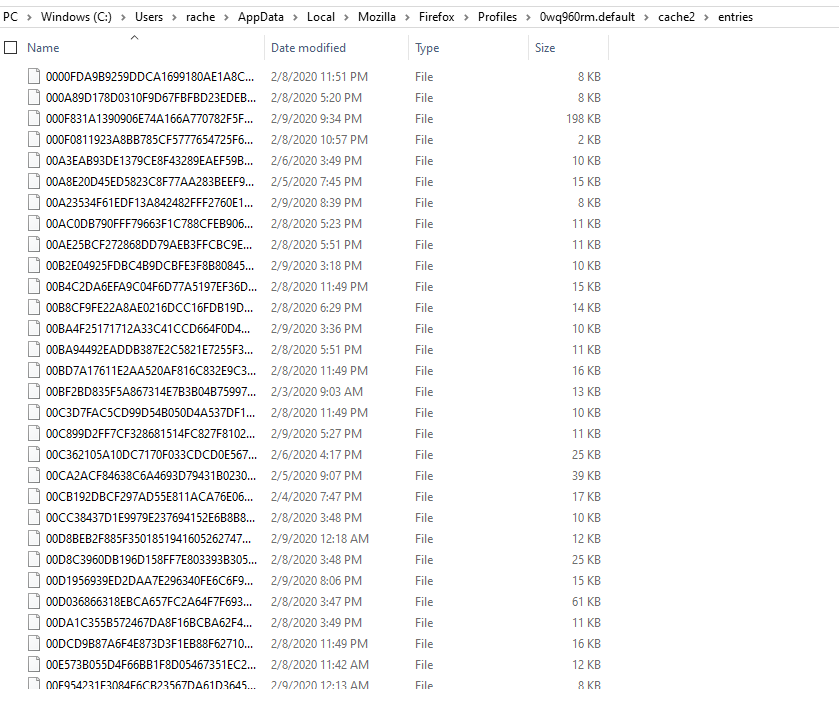 PC > Windows (C:) > Users > rache > AppData > Local > Mozilla > Firefox > Profiles > 0wq960rm.default > cache2 > entries
Name Date modified Type Size
0000FDA9B9259DDCA1699180AE1A8C... 2/8/2020 11:51 PM File 8 KB
000A89D178D0310F9D67FBFBD23EDEB... 2/8/2020 5:20 PM File 8 KB
000F831A1390906E74A166A770782F5F... 2/9/2020 9:34 PM File 198 KB
000F0811923A8BB785CF5777654725F6... 2/8/2020 10:57 PM File 2 KB
00A3EAB93DE1379CE8F43289EAEF59B... 2/6/2020 3:49 PM File 10 KB
00A8E20D45ED5823C8F77AA283BEEF9... 2/5/2020 7:45 PM File 15 KB
00A23534F61EDF13A842482FFF2760E1... 2/9/2020 8:39 PM File 8 KB
00AC0DB790FFF79663F1C788CFEB906... 2/8/2020 5:23 PM File 11 KB
00AE25BCF272868DD79AEB3FFCBC9E... 2/8/2020 5:51 PM File 11 KB
00B2E04925FDBC4B9DCBFE3F8B80845... 2/9/2020 3:18 PM File 10 KB
00B4C2DA6EFA9C04F6D77A5197EF36D... 2/8/2020 11:49 PM File 15 KB
00B8CF9FE22A8AE0216DCC16FDB19D... 2/8/2020 6:29 PM File 14 KB
00BA4F25171712A33C41CCD664F0D4... 2/9/2020 3:36 PM File 10 KB
00BA94492EADDB387E2C5821E7255F3... 2/8/2020 5:51 PM File 11 KB
00BD7A17611E2AA520AF816C832E9C3... 2/8/2020 11:49 PM File 16 KB
00BF2BD835F5A867314E7B3B04B75997... 2/3/2020 9:03 AM File 13 KB
00C3D7FAC5CD99D54B050D4A537DF1... 2/8/2020 11:49 PM File 10 KB
00C899D2FF7CF328681514FC827F8102... 2/9/2020 5:27 PM File 11 KB
00C362105A10DC7170F033CDCD0E567... 2/6/2020 4:17 PM File 25 KB
00CA2ACF84638C6A4693D79431B0230... 2/5/2020 9:07 PM File 39 KB
00CB192DBCF297AD55E811ACA76E06... 2/4/2020 7:47 PM File 17 KB
00CC38437D1E9979E237694152E6B8B8... 2/8/2020 3:48 PM File 10 KB
00D8BEB2F885F3501851941605262747... 2/9/2020 12:18 AM File 12 KB
00D8C3960DB196D158FF7E803393B305... 2/8/2020 3:48 PM File 25 KB
00D1956939ED2DAA7E296340FE6C6F9... 2/9/2020 8:06 PM File 15 KB
00D036866318EBCA657FC2A64F7F693... 2/8/2020 3:47 PM File 61 KB
00DA1C355B572467DA8F16BCBA62F4... 2/8/2020 3:49 PM File 11 KB
00DCD9B87A6F4E873D3F1EB88F62710... 2/8/2020 11:49 PM File 16 KB
00E573B055D4F66BB1F8D05467351EC2... 2/8/2020 11:42 AM File 12 KB
00E954231F3084F6CB23567DA61D3645... 2/9/2020 12:13 AM File 8 KB